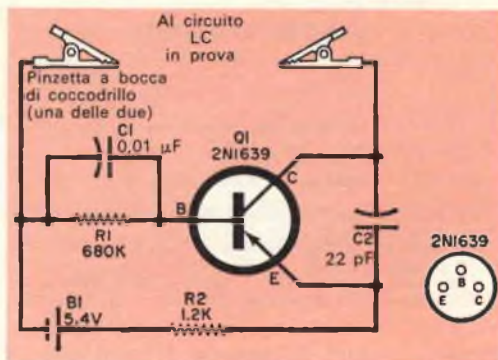 Al circuito
LC
in prova
Pinzetta a bocca
di coccodrillo
(una delle due)
C1
0,01 µF
Q1
2N1639
B
C
E
R1
680K
C2
22 pF
2N1639
B
E C
B1
5.4V
R2
1.2K